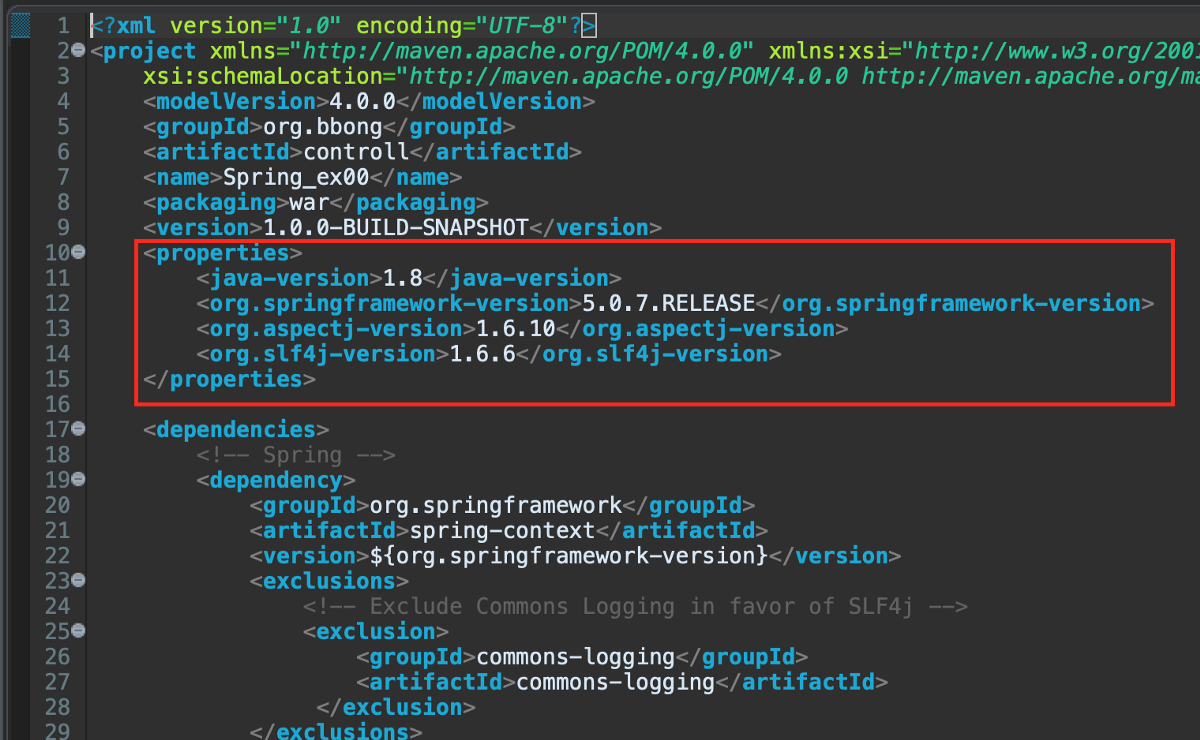 1 <?xml version="1.0" encoding="UTF-8"?>
2 <project xmlns="http://maven.apache.org/POM/4.0.0" xmlns:xsi="http://www.w3.org/2001
3 xsi:schemaLocation="http://maven.apache.org/POM/4.0.0 http://maven.apache.org/ma
4 <modelVersion>4.0.0</modelVersion>
5 <groupId>org.bbong</groupId>
6 <artifactId>controll</artifactId>
7 <name>Spring_ex00</name>
8 <packaging>war</packaging>
9 <version>1.0.0-BUILD-SNAPSHOT</version>
10 <properties>
11 <java-version>1.8</java-version>
12 <org.springframework-version>5.0.7.RELEASE</org.springframework-version>
13 <org.aspectj-version>1.6.10</org.aspectj-version>
14 <org.slf4j-version>1.6.6</org.slf4j-version>
15 </properties>
16
17 <dependencies>
18 <!-- Spring -->
19 <dependency>
20 <groupId>org.springframework</groupId>
21 <artifactId>spring-context</artifactId>
22 <version>${org.springframework-version}</version>
23 <exclusions>
24 <!-- Exclude Commons Logging in favor of SLF4j -->
25 <exclusion>
26 <groupId>commons-logging</groupId>
27 <artifactId>commons-logging</artifactId>
28 </exclusion>
29 </exclusions>